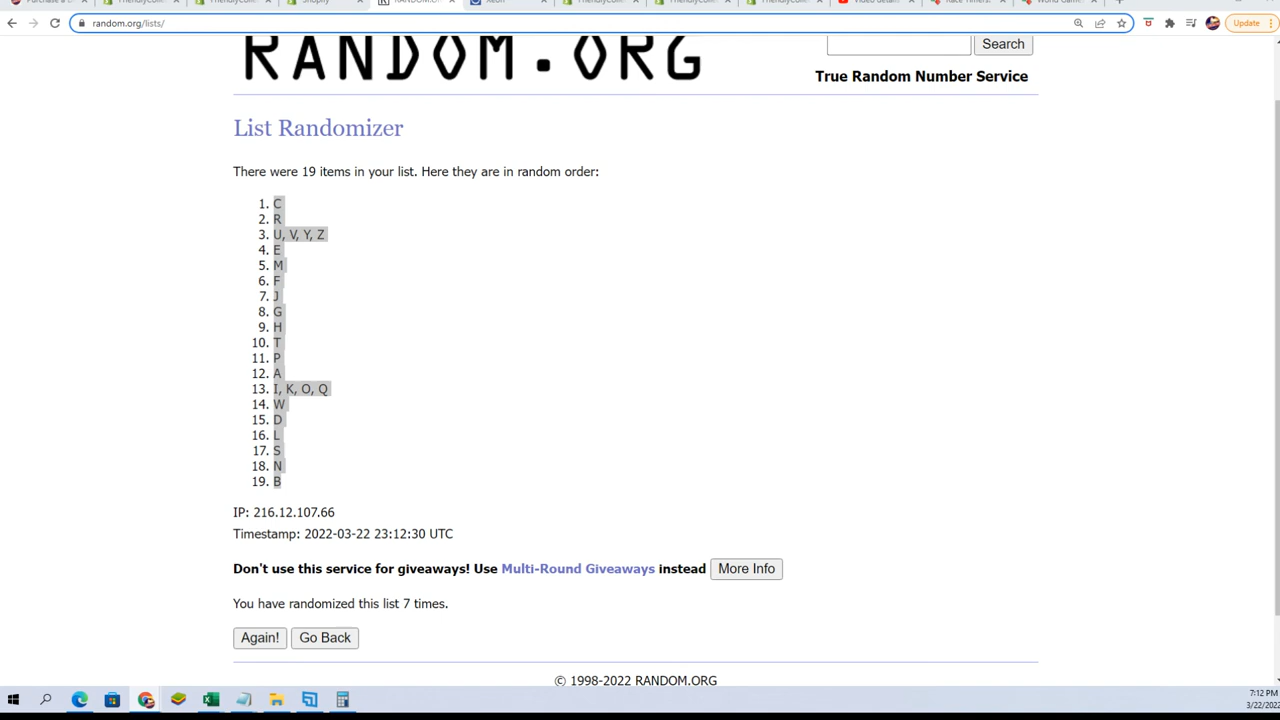 Shopify
Xeon
random.org/lists/
Update
RANDOM.ORG
Search
True Random Number Service
List Randomizer
There were 19 items in your list. Here they are in random order:
1. C
2. R
3. U, V, Y, Z
4. E
5. M
6. F
7. J
8. G
9. H
10. T
11. P
12. A
13. I, K, O, Q
14. W
15. D
16. L
17. S
18. N
19. B
IP: 216.12.107.66
Timestamp: 2022-03-22 23:12:30 UTC
Don't use this service for giveaways! Use Multi-Round Giveaways instead More Info
You have randomized this list 7 times.
Again! Go Back
© 1998-2022 RANDOM.ORG
7:12 PM
3/22/202